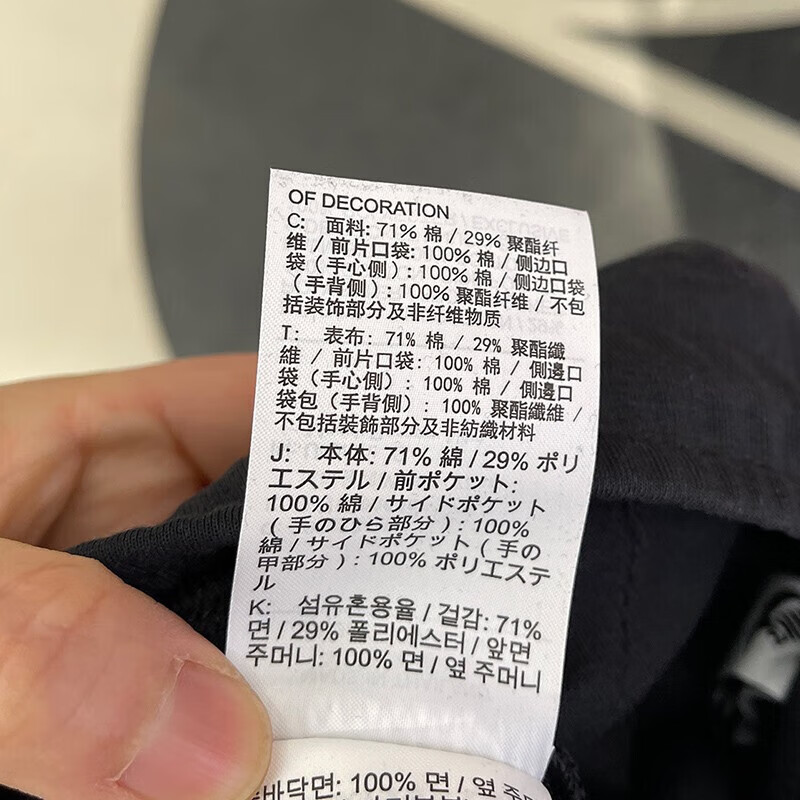 OF DECORATION
C: 面料: 71% 棉 / 29% 聚酯纤
维 / 前片口袋: 100% 棉 / 侧边口
袋（手心侧）: 100% 棉 / 侧边口袋
（手背侧）: 100% 聚酯纤维 / 不包
括装饰部分及非纤维物质
T: 表布: 71% 棉 / 29% 聚酯纖
維 / 前片口袋: 100% 棉 / 側邊口
袋（手心側）: 100% 棉 / 側邊口
袋包（手背側）: 100% 聚酯纖維 /
不包括裝飾部分及非紡織材料
J: 本体: 71% 綿 / 29% ポリ
エステル / 前ポケット:
100% 綿 / サイドポケット
( 手のひら部分 ) : 100%
綿 / サイドポケット ( 手の
甲部分 ) : 100% ポリエステ
ル
K: 섬유혼용율 / 겉감: 71%
면 / 29% 폴리에스터 / 앞면
주머니: 100% 면 / 옆 주머니
바닥면: 100% 면 / 옆 주머